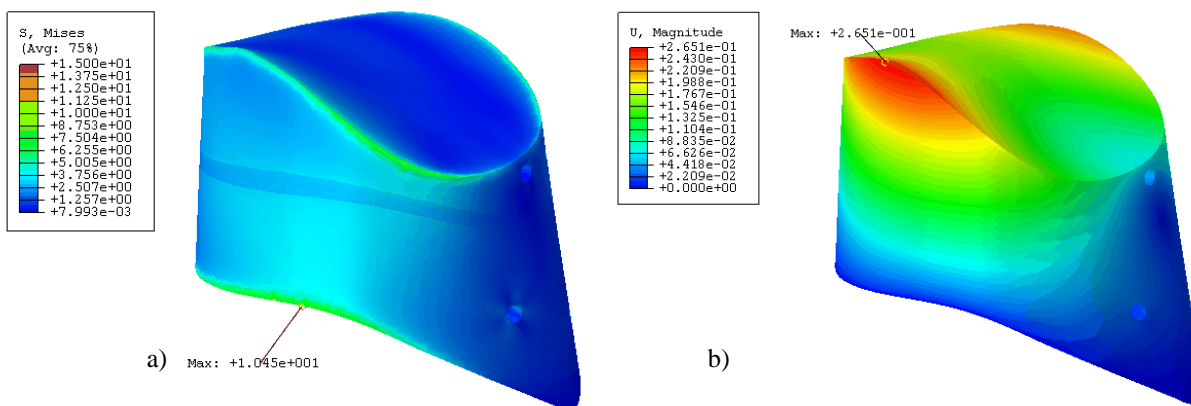 S, Mises
(Avg: 75%)
+1.500e+01
+1.375e+01
+1.250e+01
+1.125e+01
+1.000e+01
+8.753e+00
+7.504e+00
+6.255e+00
+5.005e+00
+3.756e+00
+2.507e+00
+1.257e+00
+7.993e-03
Max: +1.045e+001
a)
U, Magnitude
+2.651e-01
+2.430e-01
+2.209e-01
+1.988e-01
+1.767e-01
+1.546e-01
+1.325e-01
+1.104e-01
+8.835e-02
+6.626e-02
+4.418e-02
+2.209e-02
+0.000e+00
Max: +2.651e-001
b)